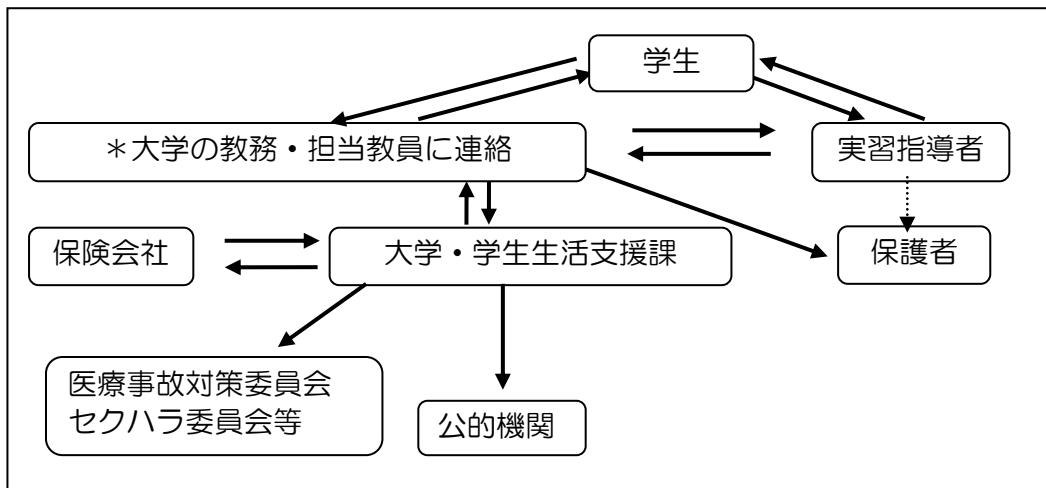 学生
＊大学の教務・担当教員に連絡
実習指導者
保険会社
大学・学生生活支援課
保護者
医療事故対策委員会
セクハラ委員会等
公的機関